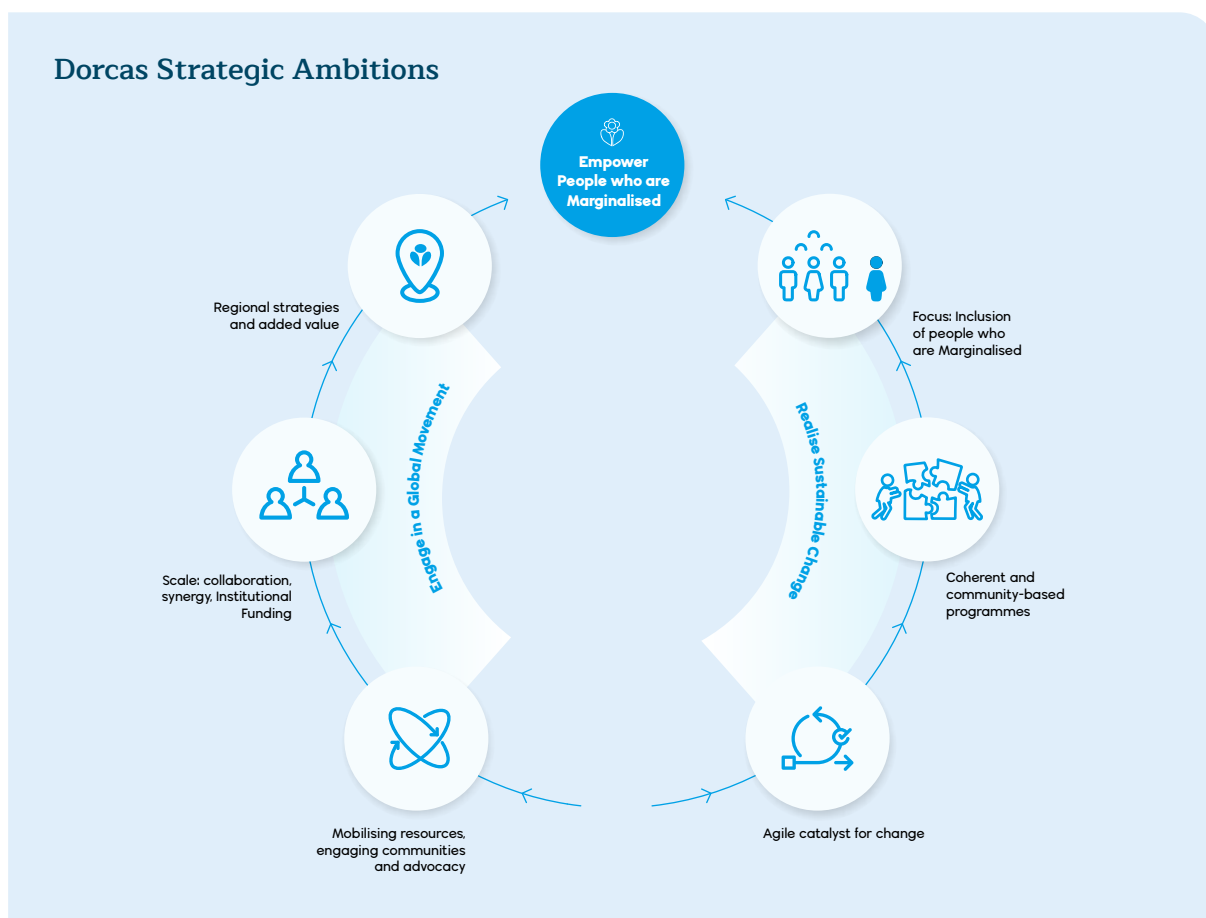 Dorcas Strategic Ambitions
Empower
People who are
Marginalised
Regional strategies
and added value
Focus: Inclusion
of people who
are Marginalised
Engage in a Global Movement
Realise Sustainable Change
Scale: collaboration,
synergy, Institutional
Funding
Coherent and
community-based
programmes
Mobilising resources,
engaging communities
and advocacy
Agile catalyst for change